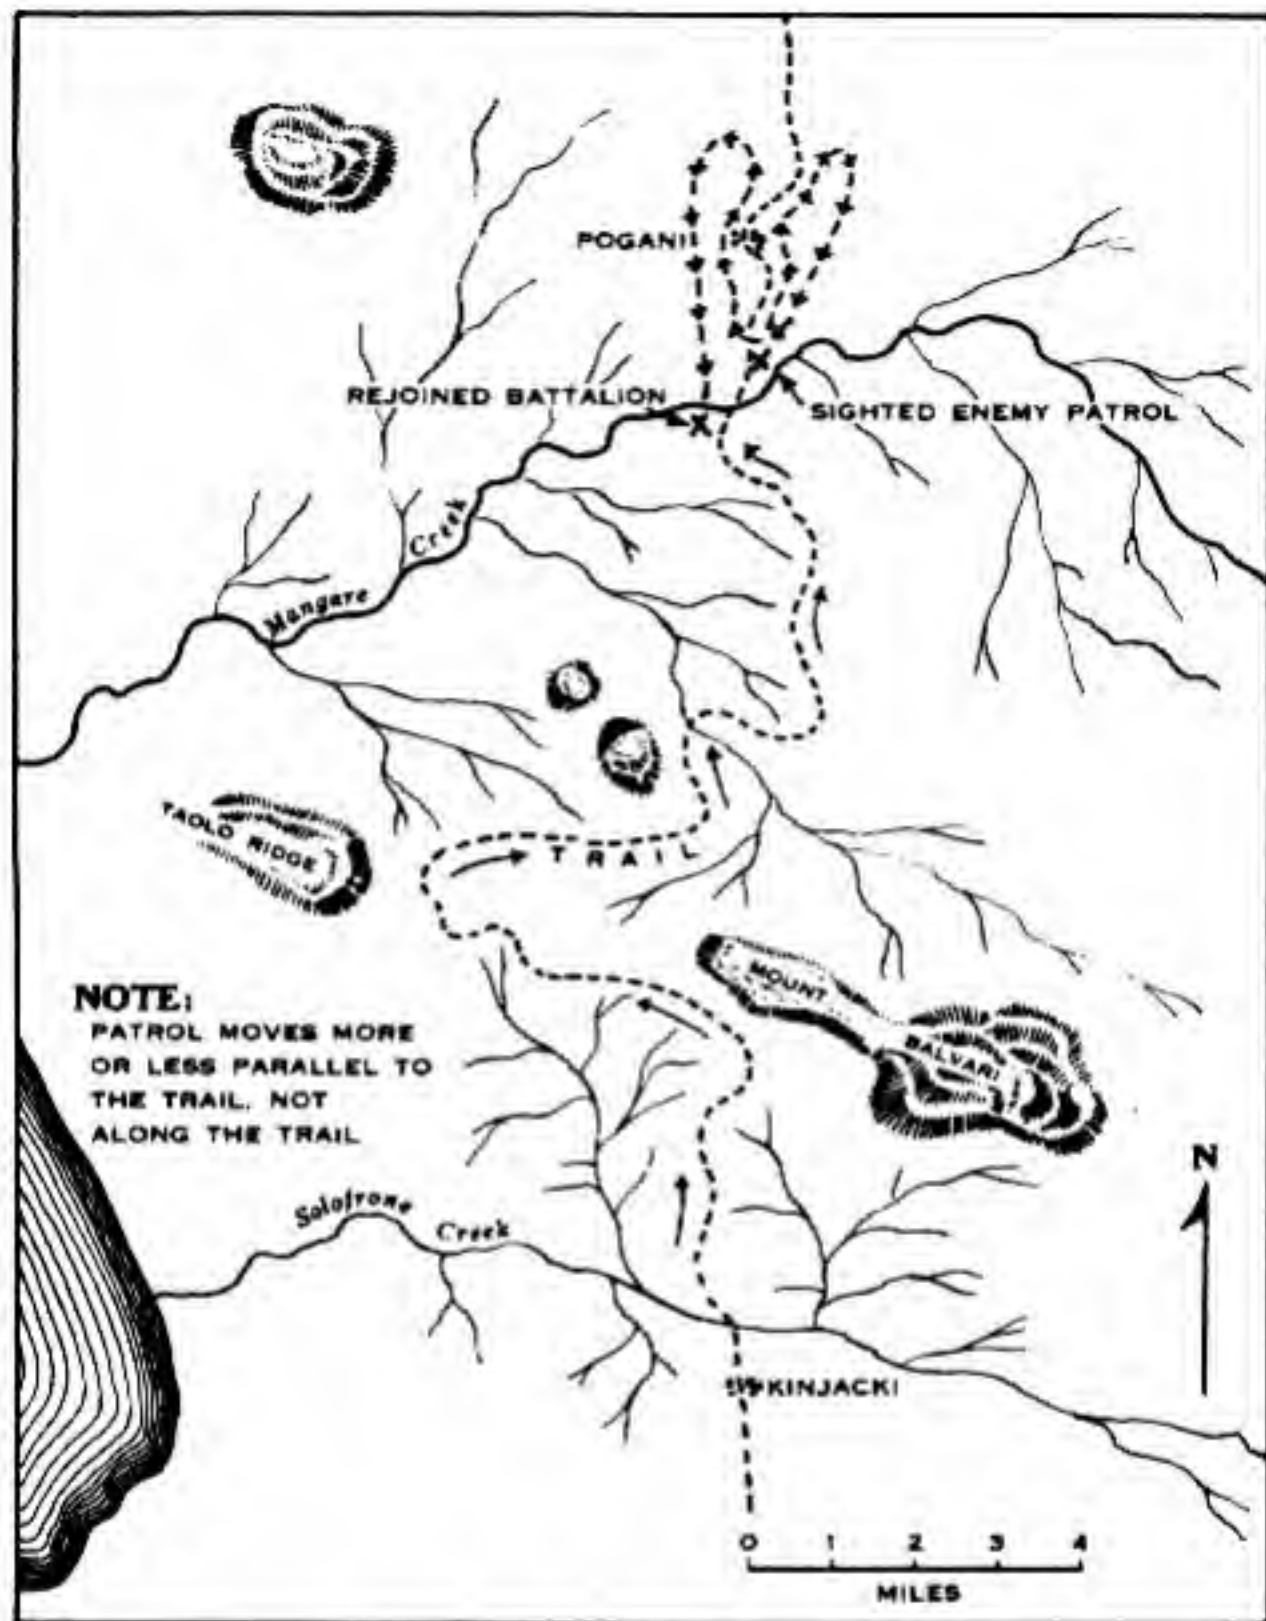 POGANI
REJOINED BATTALION
SIGHTED ENEMY PATROL
Mangare Creek
TAOLO RIDGE
TRAIL
MOUNT BALVARI
NOTE:
PATROL MOVES MORE
OR LESS PARALLEL TO
THE TRAIL. NOT
ALONG THE TRAIL
N
Solofrone Creek
KINJACKI
0 1 2 3 4
MILES